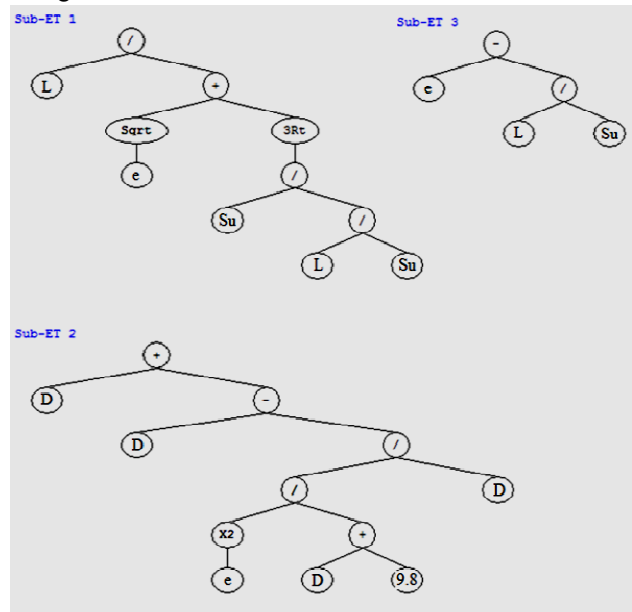 Sub-ET 1
/
L
+
Sqrt
3Rt
e
/
Su
/
L
Su
Sub-ET 3
-
e
/
L
Su
Sub-ET 2
+
D
-
D
/
/
D
X2
+
e
D
9.8